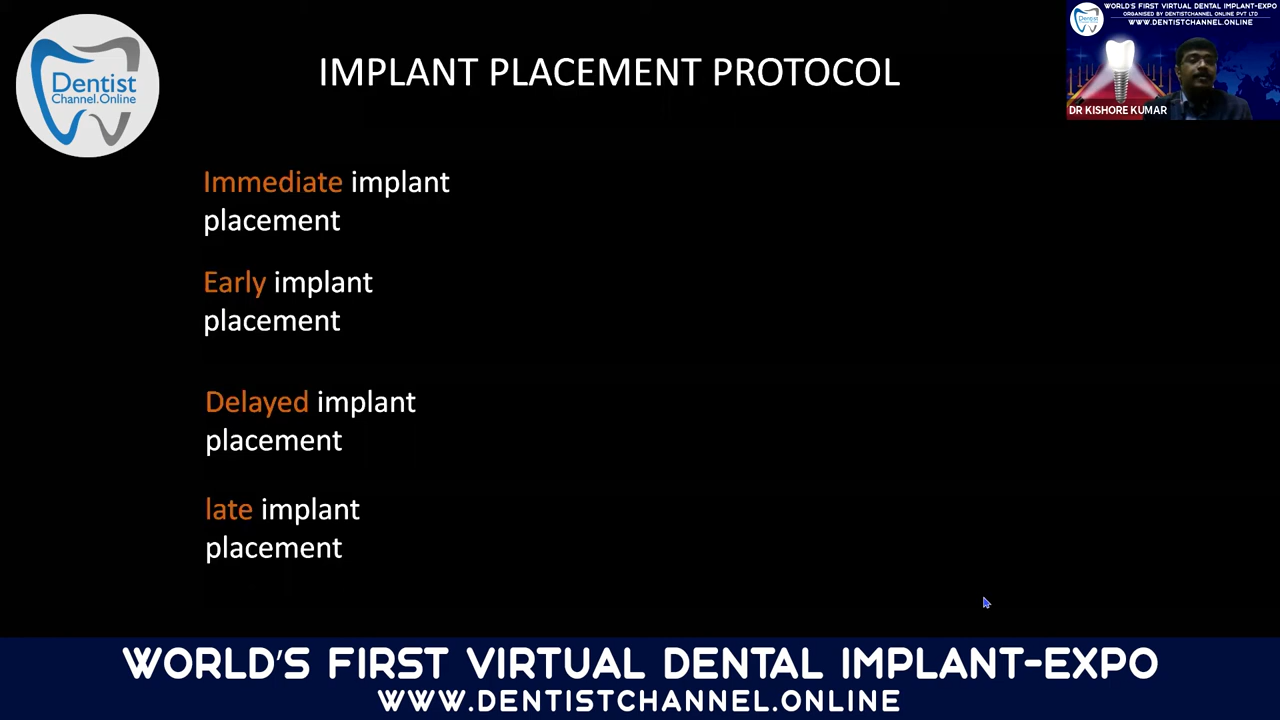 Dentist
Channel.Online
IMPLANT PLACEMENT PROTOCOL
WORLD'S FIRST VIRTUAL DENTAL IMPLANT-EXPO
ORGANISED BY DENTISTCHANNEL ONLINE PVT LTD
WWW.DENTISTCHANNEL.ONLINE
DR KISHORE KUMAR
Immediate implant
placement
Early implant
placement
Delayed implant
placement
late implant
placement
WORLD'S FIRST VIRTUAL DENTAL IMPLANT-EXPO
WWW.DENTISTCHANNEL.ONLINE